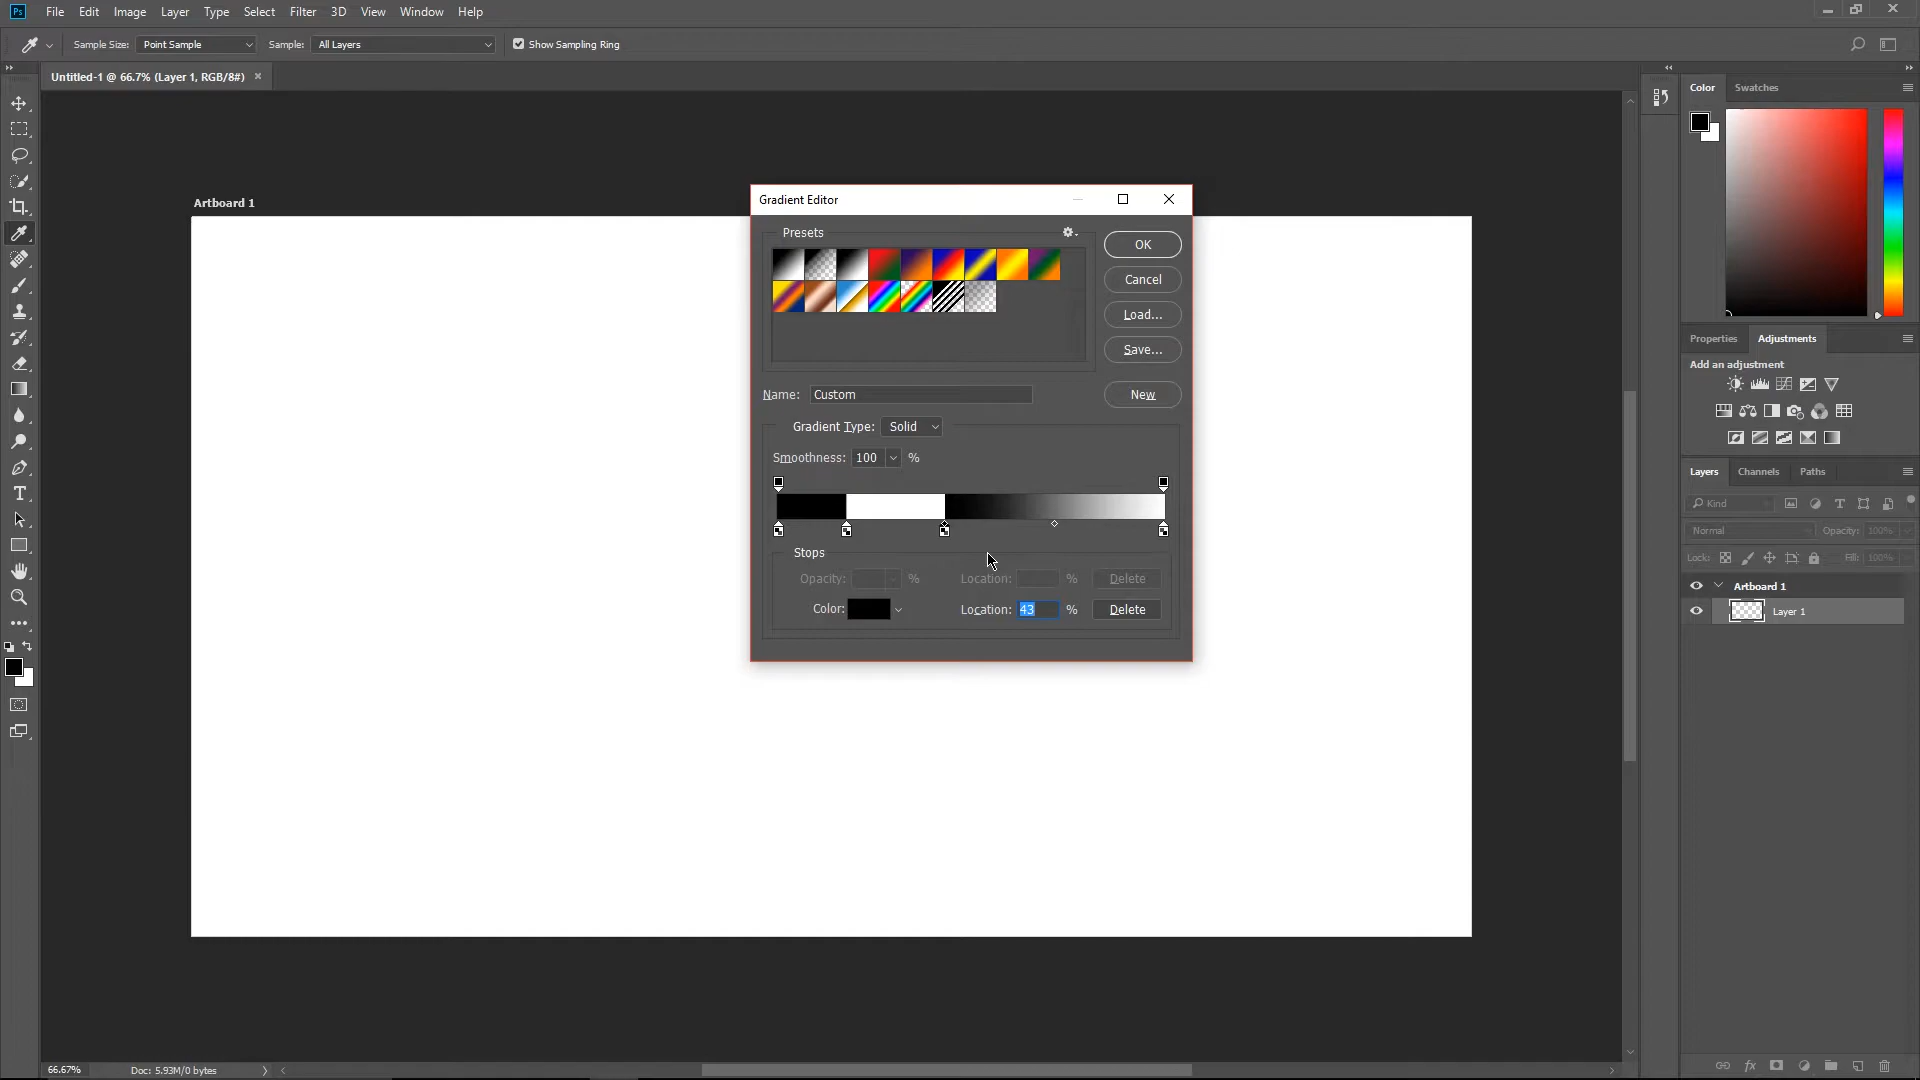 Ps File Edit Image Layer Type Select Filter 3D View Window Help
Sample Size: Point Sample Sample: All Layers Show Sampling Ring
Untitled-1 @ 66.7% (Layer 1, RGB/8#) ×
Color Swatches
Artboard 1
Gradient Editor
Presets
OK
Cancel
Load...
Save...
Name: Custom New
Gradient Type: Solid
Smoothness: 100 %
Stops
Opacity: % Location: % Delete
Color: Location: 43 % Delete
Properties Adjustments
Add an adjustment
Layers Channels Paths
Kind
Normal Opacity: 100%
Lock: Fill: 100%
Artboard 1
Layer 1
66.67% Doc: 5.93M/0 bytes